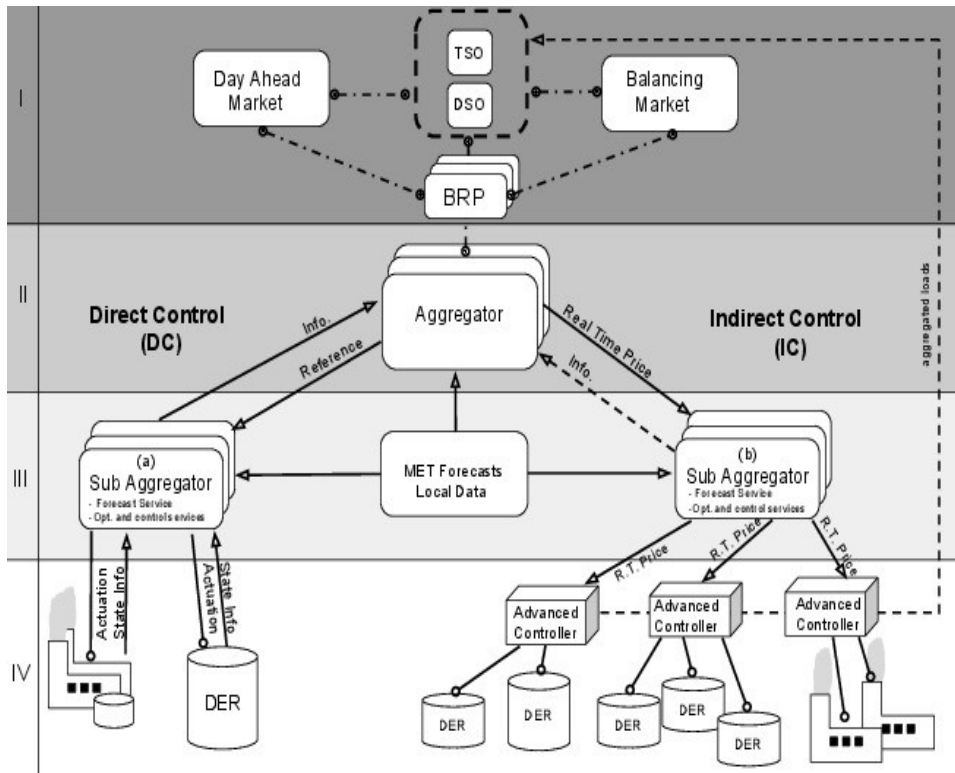 I
TSO
Day Ahead
Market
DSO
Balancing
Market
BRP
II
Direct Control
(DC)
Info.
Reference
Aggregator
Real Time Price
Info.
Indirect Control
(IC)
aggregated loads
III
(a)
Sub Aggregator
- Forecast Service
- Opt. and control services
MET Forecasts
Local Data
(b)
Sub Aggregator
- Forecast Service
- Opt. and control services
R.T. Price
R.T. Price
R.T. Price
IV
Actuation
State Info
State Info
Actuation
DER
Advanced
Controller
Advanced
Controller
Advanced
Controller
DER
DER
DER
DER
DER